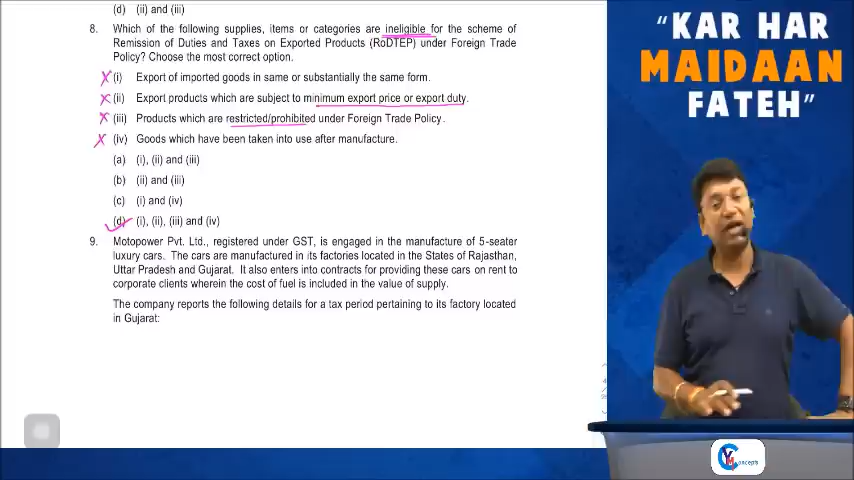 (d) (ii) and (iii)
8. Which of the following supplies, items or categories are ineligible for the scheme of
Remission of Duties and Taxes on Exported Products (RoDTEP) under Foreign Trade
Policy? Choose the most correct option.
(i) Export of imported goods in same or substantially the same form.
(ii) Export products which are subject to minimum export price or export duty.
(iii) Products which are restricted/prohibited under Foreign Trade Policy.
(iv) Goods which have been taken into use after manufacture.
(a) (i), (ii) and (iii)
(b) (ii) and (iii)
(c) (i) and (iv)
(d) (i), (ii), (iii) and (iv)
9. Motopower Pvt. Ltd., registered under GST, is engaged in the manufacture of 5-seater
luxury cars. The cars are manufactured in its factories located in the States of Rajasthan,
Uttar Pradesh and Gujarat. It also enters into contracts for providing these cars on rent to
corporate clients wherein the cost of fuel is included in the value of supply.
The company reports the following details for a tax period pertaining to its factory located
in Gujarat:
"KAR HAR
MAIDAAN
FATEH"